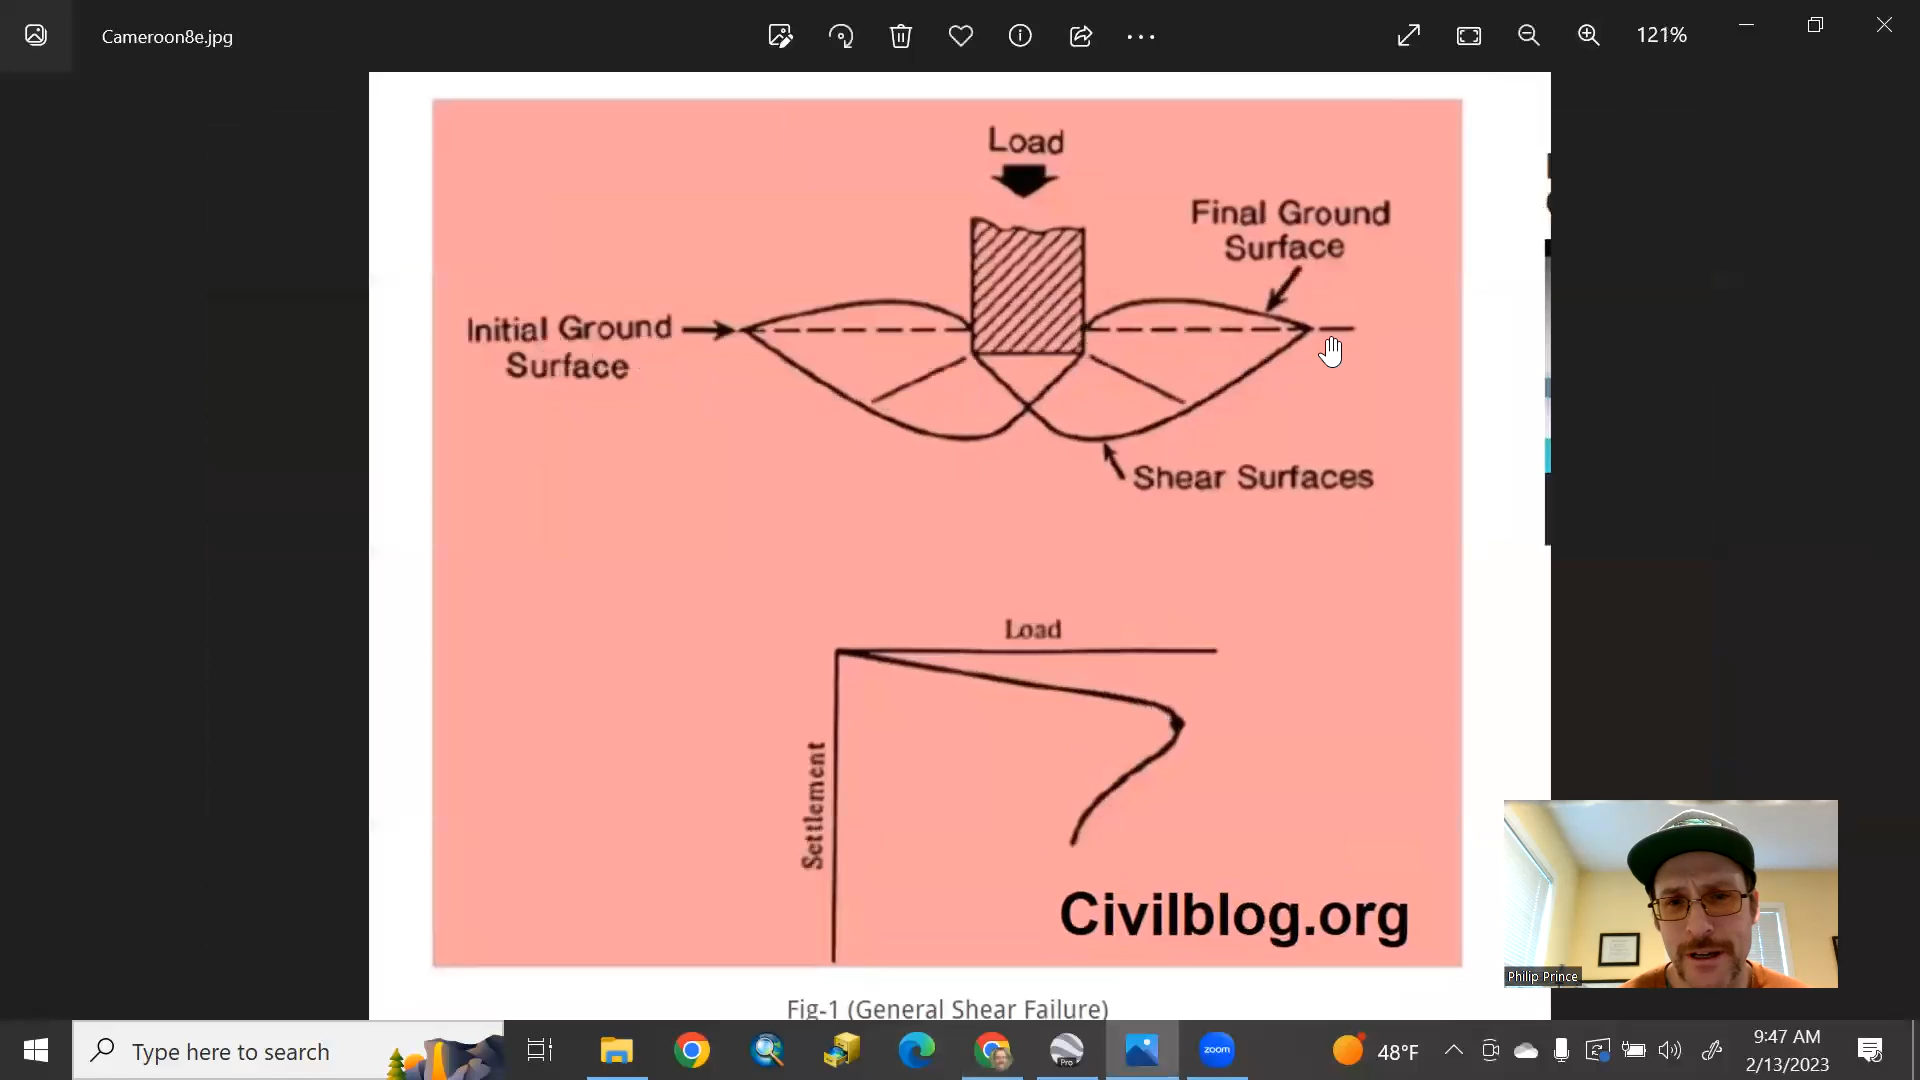 Cameroon8e.jpg
121%
Load
Final Ground
Surface
Initial Ground
Surface
Shear Surfaces
Load
Settlement
Civilblog.org
Fig-1 (General Shear Failure)
Philip Prince
Type here to search
Pro
zoom
48°F
9:47 AM
2/13/2023